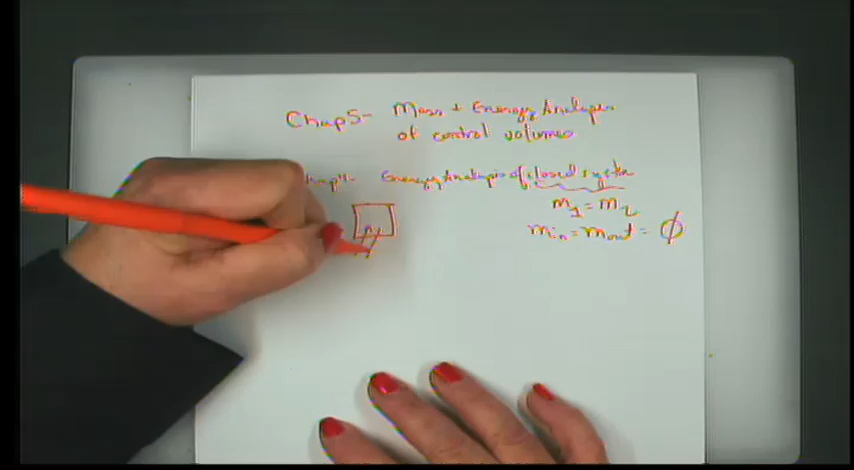 Chap5- Mass + Energy Analysis
of control volumes
Energy Analysis of closed system
m₁ = m₂
min = mout = ϕ